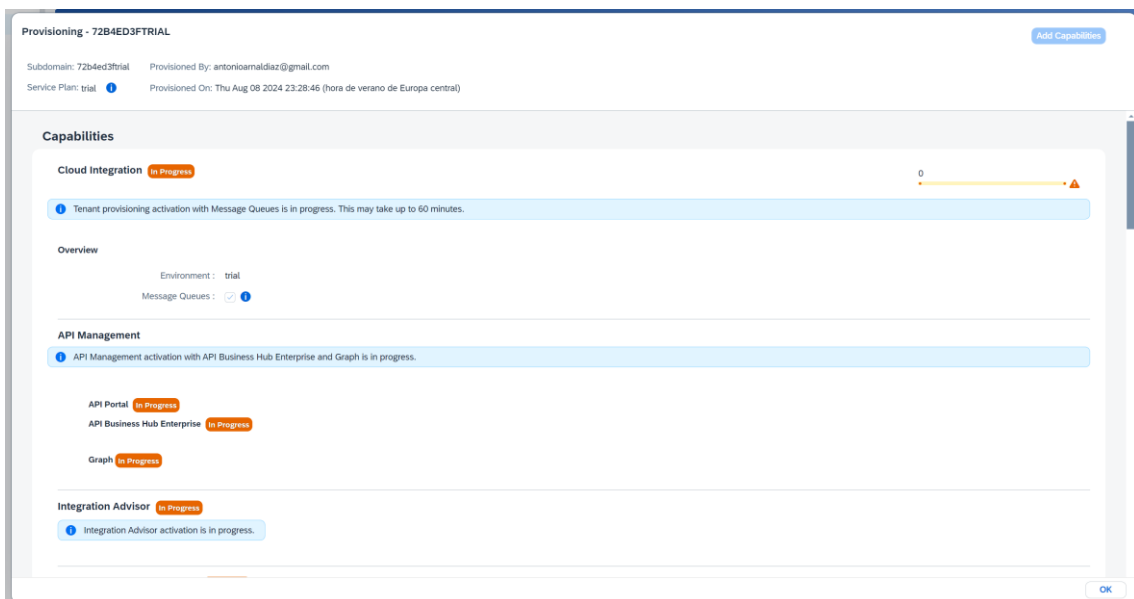 Provisioning - 72B4ED3FTRIAL
Add Capabilities
Subdomain: 72b4ed3ftrial Provisioned By: antonioarnaldiaz@gmail.com
Service Plan: trial Provisioned On: Thu Aug 08 2024 23:28:46 (hora de verano de Europa central)
Capabilities
Cloud Integration In Progress
0
Tenant provisioning activation with Message Queues is in progress. This may take up to 60 minutes.
Overview
Environment : trial
Message Queues :
API Management
API Management activation with API Business Hub Enterprise and Graph is in progress.
API Portal In Progress
API Business Hub Enterprise In Progress
Graph In Progress
Integration Advisor In Progress
Integration Advisor activation is in progress.
OK